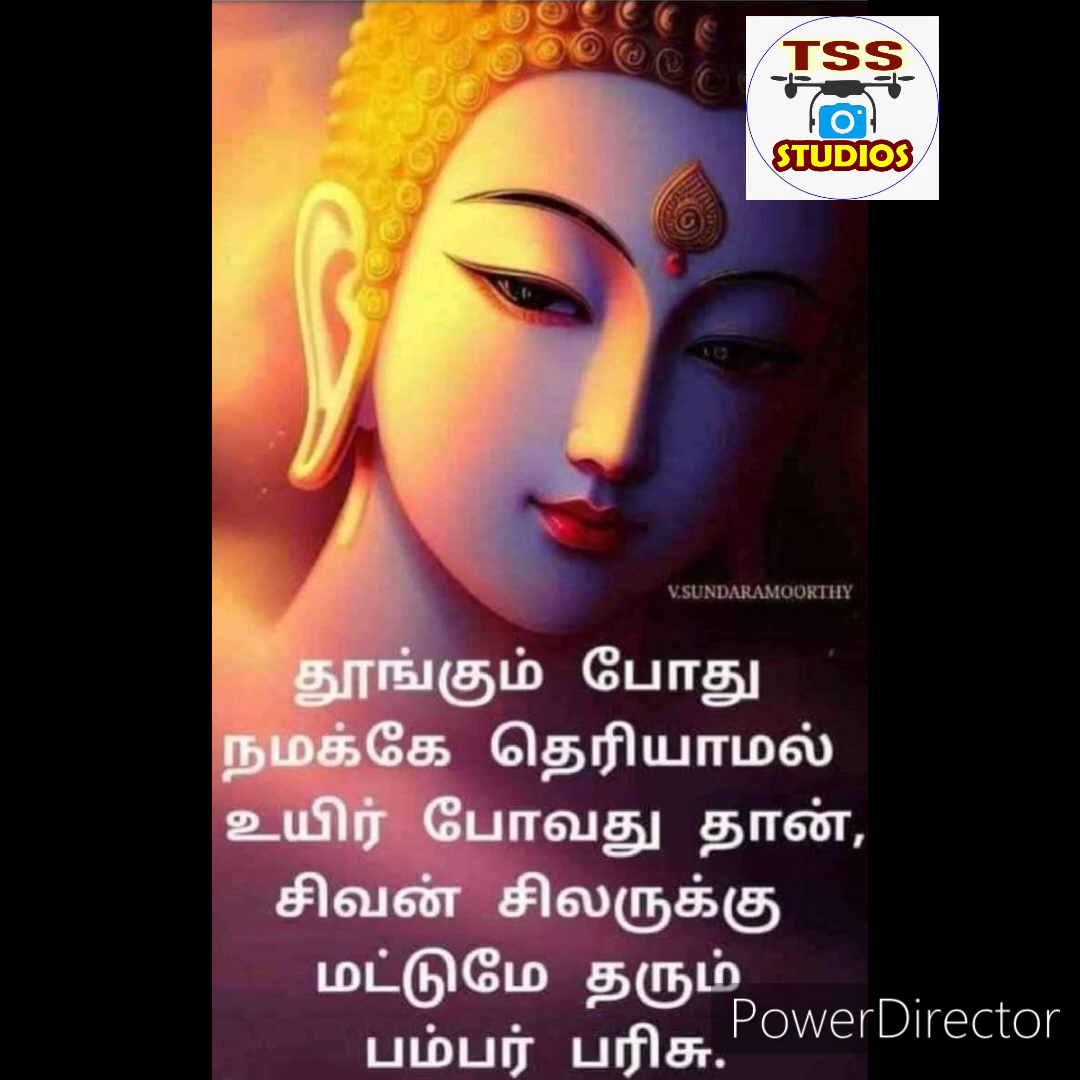 TSS
STUDIOS
V.SUNDARAMOORTHY
தூங்கும் போது
நமக்கே தெரியாமல்
உயிர் போவது தான்,
சிவன் சிலருக்கு
மட்டுமே தரும்
பம்பர் பரிசு.
PowerDirector